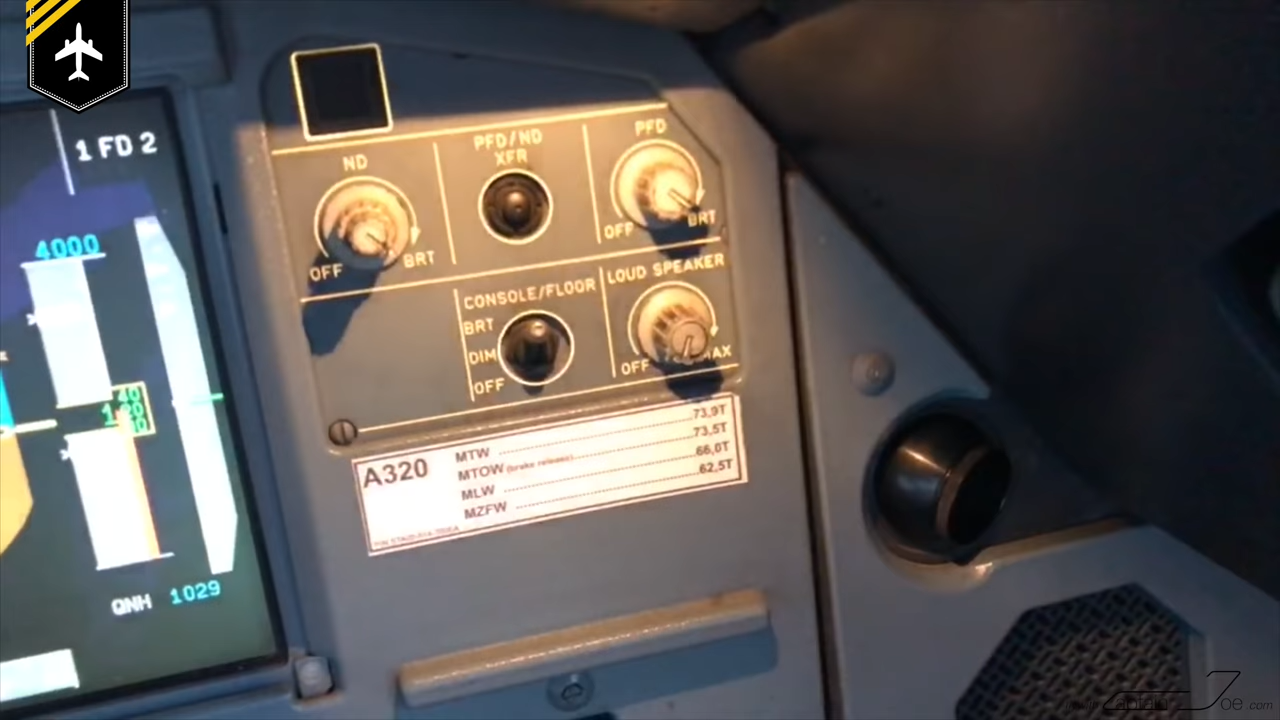 1 FD 2
4000
QNH 1029
PFD/ND
XFR
ND
OFF
BRT
PFD
OFF
BRT
CONSOLE/FLOOR
BRT
DIM
OFF
LOUD SPEAKER
OFF
A320
MTW 73,9T
MTOW (brake release) 73,5T
MLW 66,0T
MZFW 62,5T